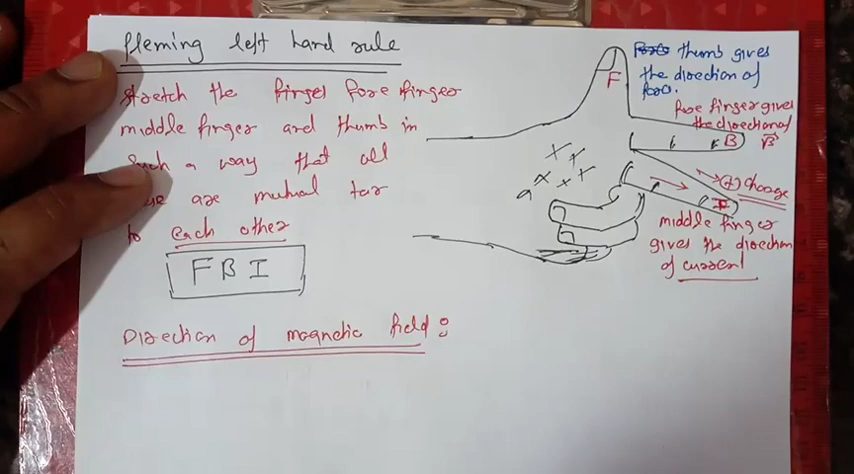 fleming left hand rule
stretch the finger fore finger
middle finger and thumb in
Such a way that all
are mutual
to each other
FBI
Direction of magnetic field:
thumb gives
the direction of
force.
F
fore finger gives
the direction of
B B
(+) charge
I
middle finger
gives the direction
of current